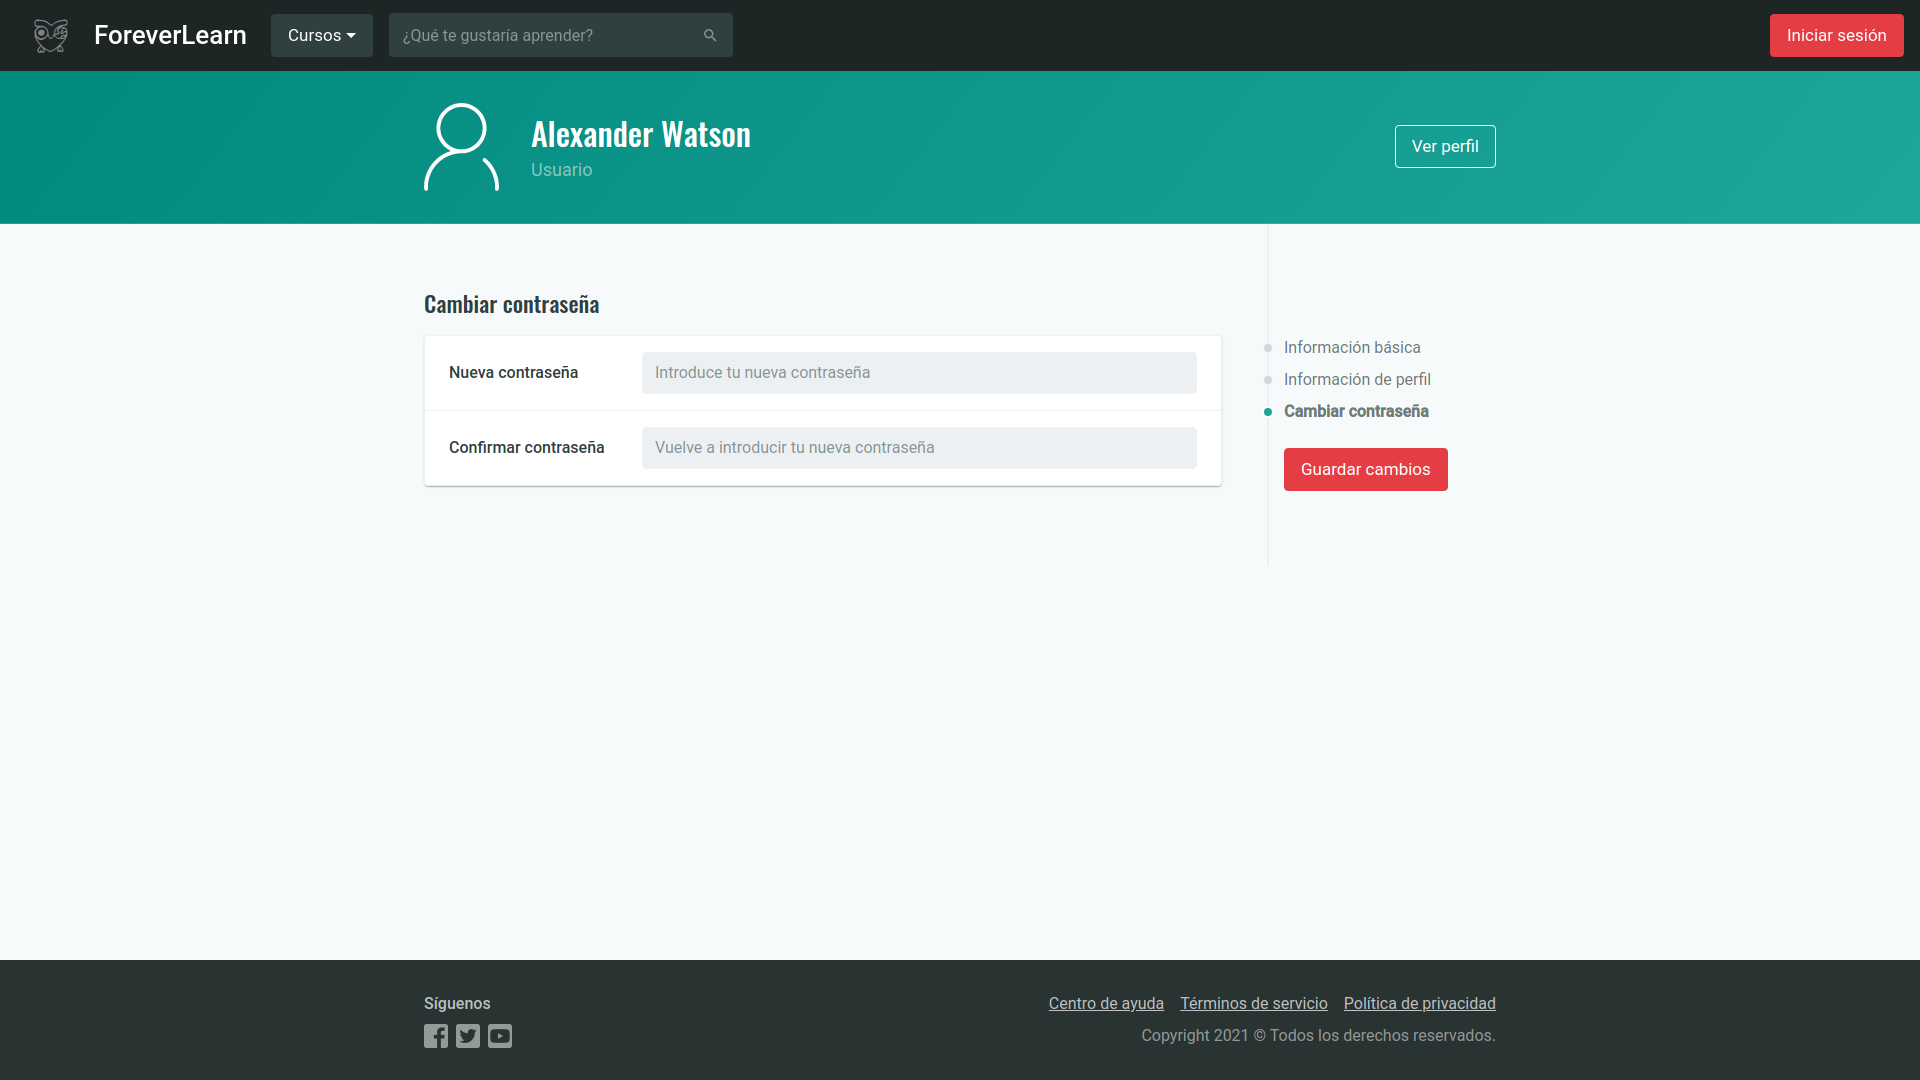 ForeverLearn
Cursos
¿Qué te gustaría aprender?
Iniciar sesión
Alexander Watson
Usuario
Ver perfil
Cambiar contraseña
Nueva contraseña
Introduce tu nueva contraseña
Confirmar contraseña
Vuelve a introducir tu nueva contraseña
Información básica
Información de perfil
Cambiar contraseña
Guardar cambios
Síguenos
Centro de ayuda Términos de servicio Política de privacidad
Copyright 2021 © Todos los derechos reservados.